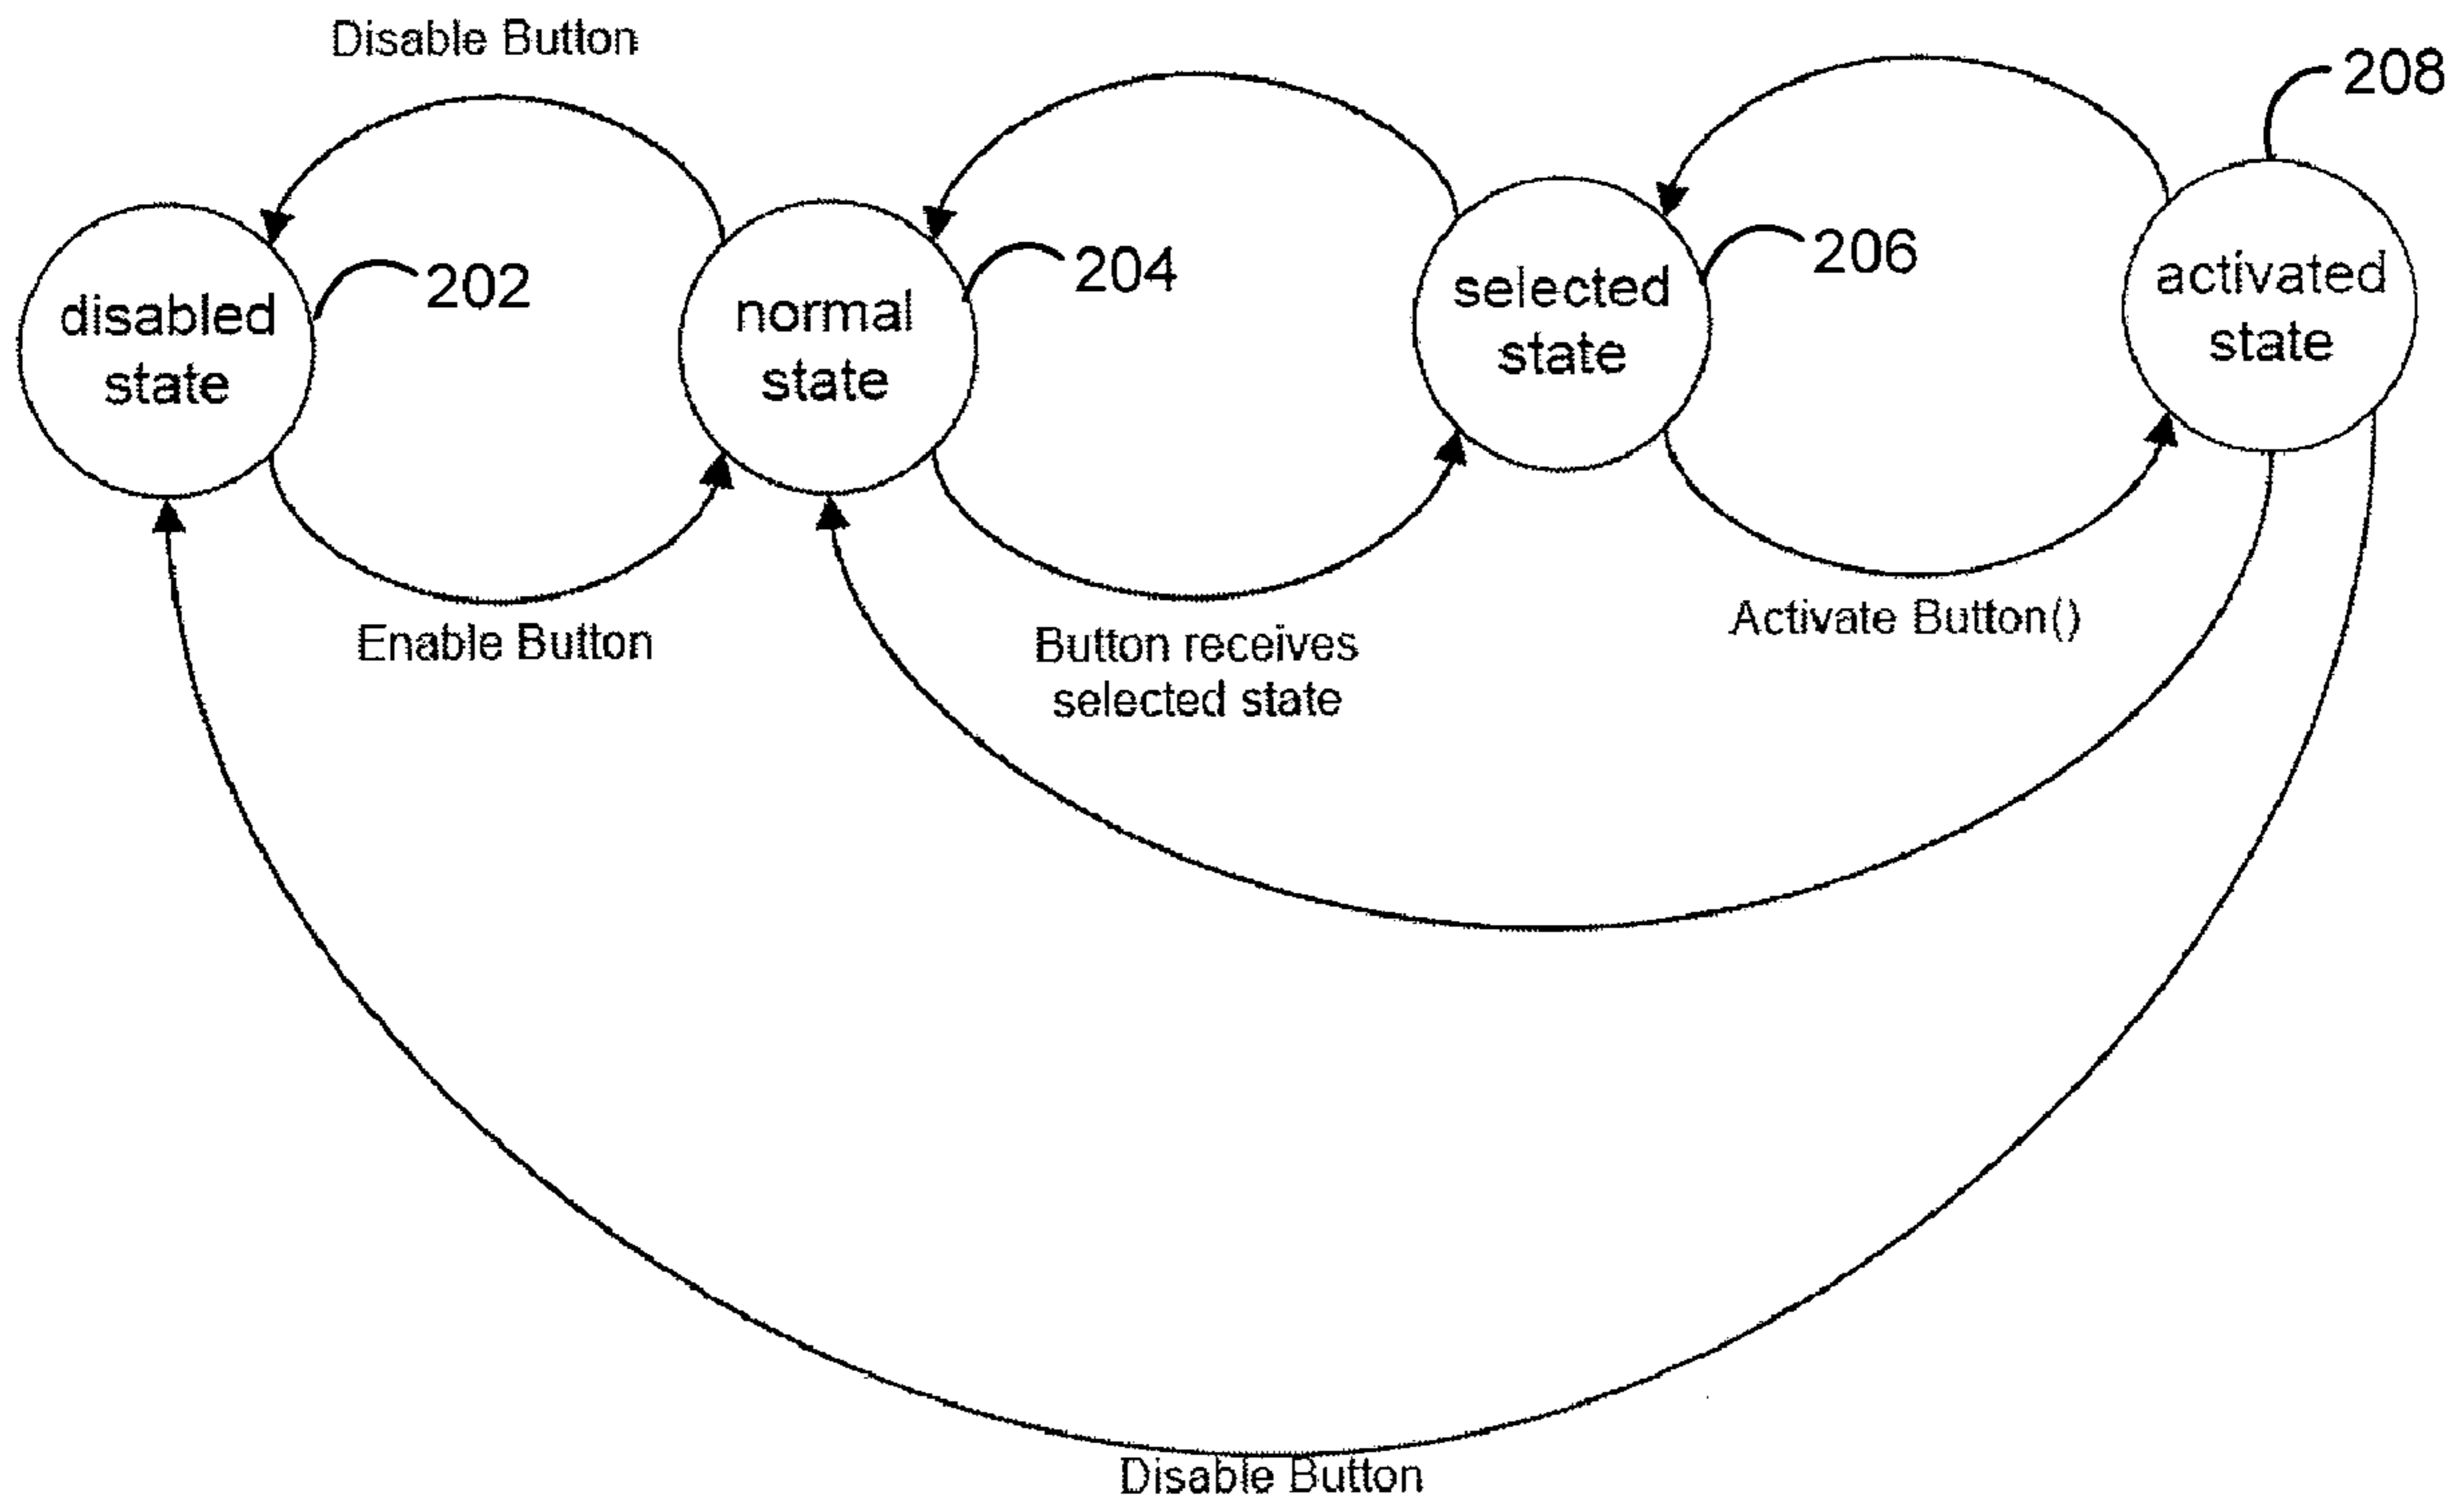 Disable Button
208
202
204
206
disabled
state
normal
state
selected
state
activated
state
Enable Button
Button receives
selected state
Activate Button()
Disable Button